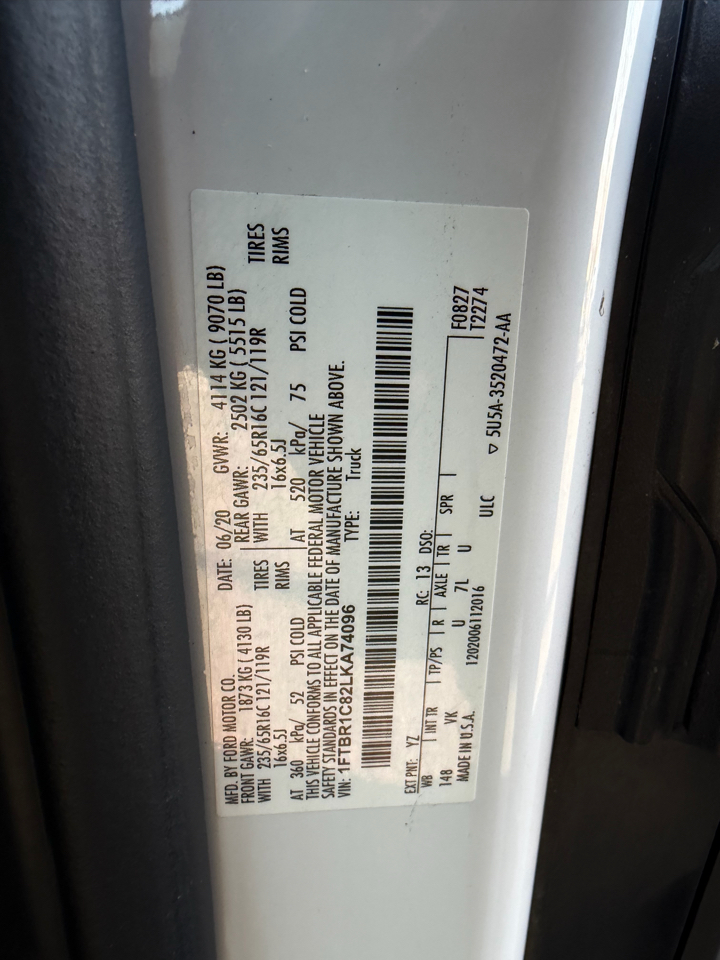 MFD. BY FORD MOTOR CO. DATE: 06/20 GVWR: 4114 KG ( 9070 LB)
FRONT GAWR: 1873 KG ( 4130 LB) REAR GAWR: 2502 KG ( 5515 LB)
WITH 235/65R16C 121/119R TIRES WITH 235/65R16C 121/119R TIRES
16x6.5J RIMS 16x6.5J RIMS
AT 360 kPa/ 52 PSI COLD AT 520 kPa/ 75 PSI COLD
THIS VEHICLE CONFORMS TO ALL APPLICABLE FEDERAL MOTOR VEHICLE
SAFETY STANDARDS IN EFFECT ON THE DATE OF MANUFACTURE SHOWN ABOVE.
VIN: 1FTBR1C82LKA74096 TYPE: Truck
EXT PNT: YZ RC: 13 DSO:
WB INT TR TP/PS R AXLE TR SPR F0827
148 VK U 7L U T2274
MADE IN U.S.A. 1202006112016 ULC ▽ 5U5A-3520472-AA